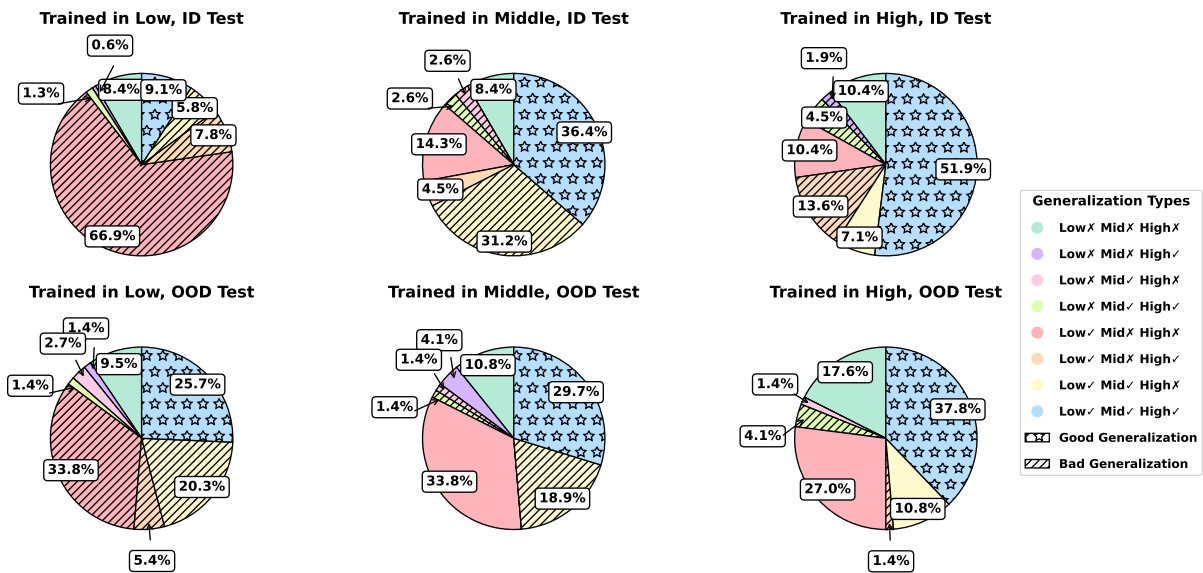 Trained in Low, ID Test
0.6%
1.3%
8.4%
9.1%
5.8%
7.8%
66.9%
Trained in Middle, ID Test
2.6%
2.6%
8.4%
36.4%
14.3%
4.5%
31.2%
Trained in High, ID Test
1.9%
10.4%
4.5%
10.4%
51.9%
13.6%
7.1%
Generalization Types
Low✗ Mid✗ High✗
Low✗ Mid✗ High✓
Low✗ Mid✓ High✗
Low✗ Mid✓ High✓
Low✓ Mid✗ High✗
Low✓ Mid✗ High✓
Low✓ Mid✓ High✗
Low✓ Mid✓ High✓
Good Generalization
Bad Generalization
Trained in Low, OOD Test
1.4%
2.7%
9.5%
1.4%
25.7%
33.8%
20.3%
5.4%
Trained in Middle, OOD Test
4.1%
1.4%
10.8%
1.4%
29.7%
33.8%
18.9%
Trained in High, OOD Test
17.6%
1.4%
37.8%
4.1%
27.0%
10.8%
1.4%